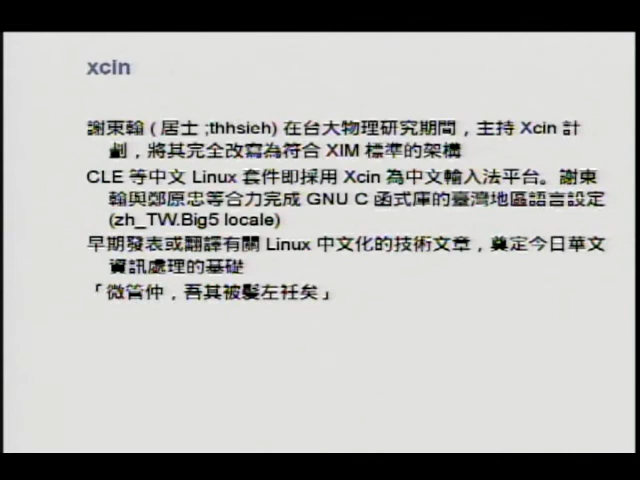 xcin
謝東翰 ( 居士 ;thhsieh) 在台大物理研究期間，主持 Xcin 計
劃，將其完全改寫為符合 XIM 標準的架構
CLE 等中文 Linux 套件即採用 Xcin 為中文輸入法平台。謝東
翰與鄭原忠等合力完成 GNU C 函式庫的臺灣地區語言設定
(zh_TW.Big5 locale)
早期發表或翻譯有關 Linux 中文化的技術文章，奠定今日華文
資訊處理的基礎
「微管仲，吾其被髮左衽矣」